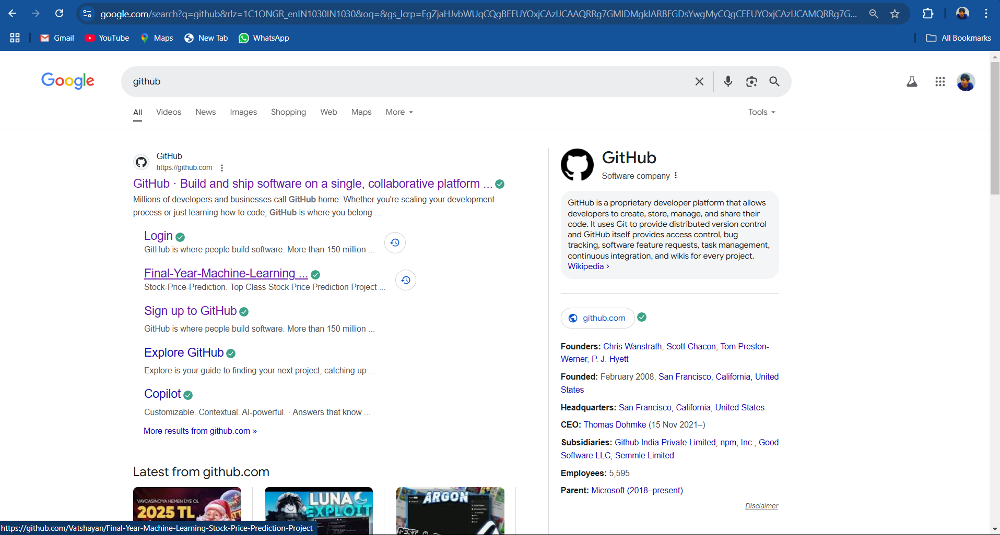 google.com/search?q=github&rlz=1C1ONGR_enIN1030IN1030&oq=&gs_lcrp=EgZjaHJvbWUqCQgBEEUYOxjCAzIJCAAQRRg7GMIDMgkIARBFGDsYwgMyCQgCEEUYOxjCAzIJCAMQRRg7G...
Gmail YouTube Maps New Tab WhatsApp All Bookmarks
Google github
All Videos News Images Shopping Web Maps More Tools
GitHub
https://github.com
GitHub · Build and ship software on a single, collaborative platform ...
Millions of developers and businesses call GitHub home. Whether you're scaling your development
process or just learning how to code, GitHub is where you belong ...
Login
GitHub is where people build software. More than 150 million ...
Final-Year-Machine-Learning ...
Stock-Price-Prediction. Top Class Stock Price Prediction Project ...
Sign up to GitHub
GitHub is where people build software. More than 150 million ...
Explore GitHub
Explore is your guide to finding your next project, catching up ...
Copilot
Customizable. Contextual. AI-powerful. · Answers that know ...
More results from github.com »
Latest from github.com
VAYCASİNOYA HEMEN ÜYE OL
2025 TL
LUNA
EXPLOIT
ARGON
https://github.com/Vatshayan/Final-Year-Machine-Learning-Stock-Price-Prediction-Project
GitHub
Software company
GitHub is a proprietary developer platform that allows
developers to create, store, manage, and share their
code. It uses Git to provide distributed version control
and GitHub itself provides access control, bug
tracking, software feature requests, task management,
continuous integration, and wikis for every project.
Wikipedia ›
github.com
Founders: Chris Wanstrath, Scott Chacon, Tom Preston-
Werner, P. J. Hyett
Founded: February 2008, San Francisco, California, United
States
Headquarters: San Francisco, California, United States
CEO: Thomas Dohmke (15 Nov 2021–)
Subsidiaries: Github India Private Limited, npm, Inc., Good
Software LLC, Semmle Limited
Employees: 5,595
Parent: Microsoft (2018–present)
Disclaimer